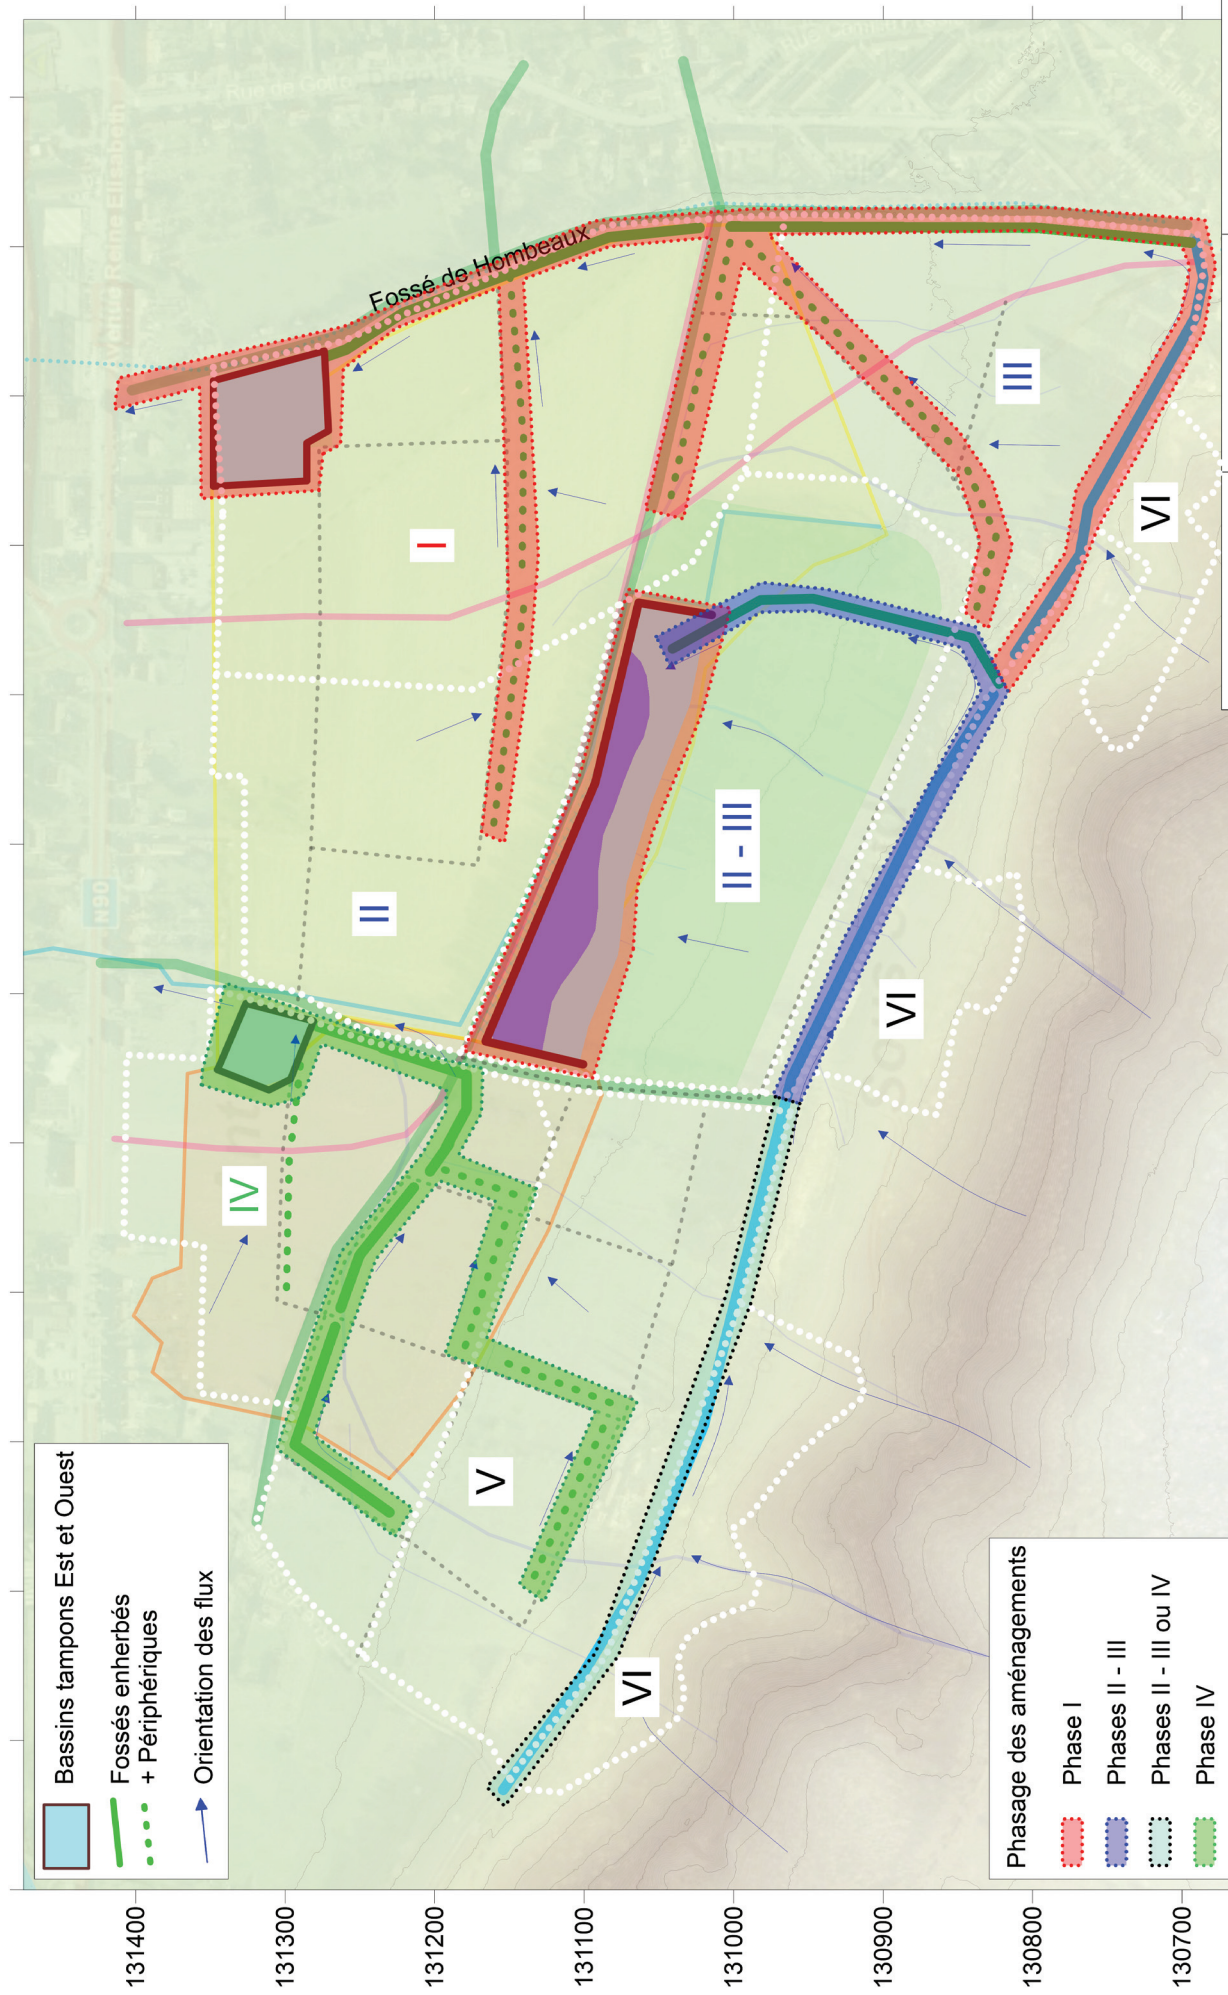 Bassins tampons Est et Ouest
Fossés enherbés
+ Périphériques
Orientation des flux
Phasage des aménagements
Phase I
Phases II - III
Phases II - III ou IV
Phase IV
Fossé de Hombeaux
N90
I
II
III
II - III
IV
V
VI
VI
VI
131400
131300
131200
131100
131000
130900
130800
130700